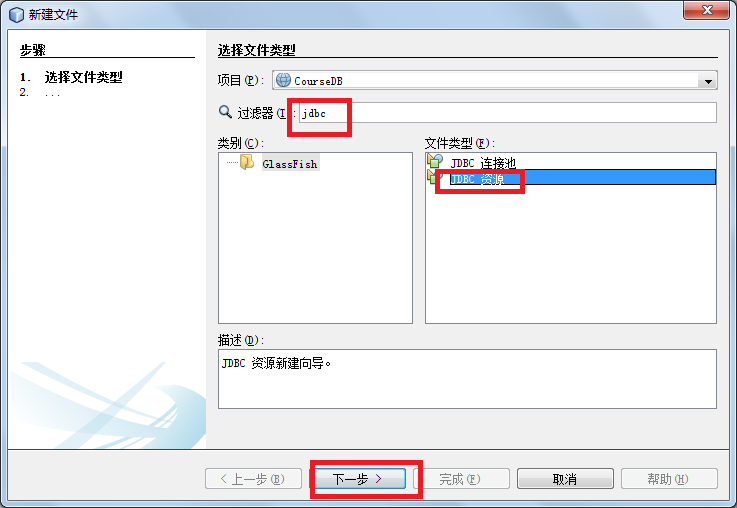 新建文件
步骤
1. 选择文件类型
2. ...
选择文件类型
项目(P): CourseDB
过滤器(I): jdbc
类别(C):
GlassFish
文件类型(F):
JDBC 连接池
JDBC 资源
描述(D):
JDBC 资源新建向导。
< 上一步(B)
下一步 >
完成(F)
取消
帮助(H)